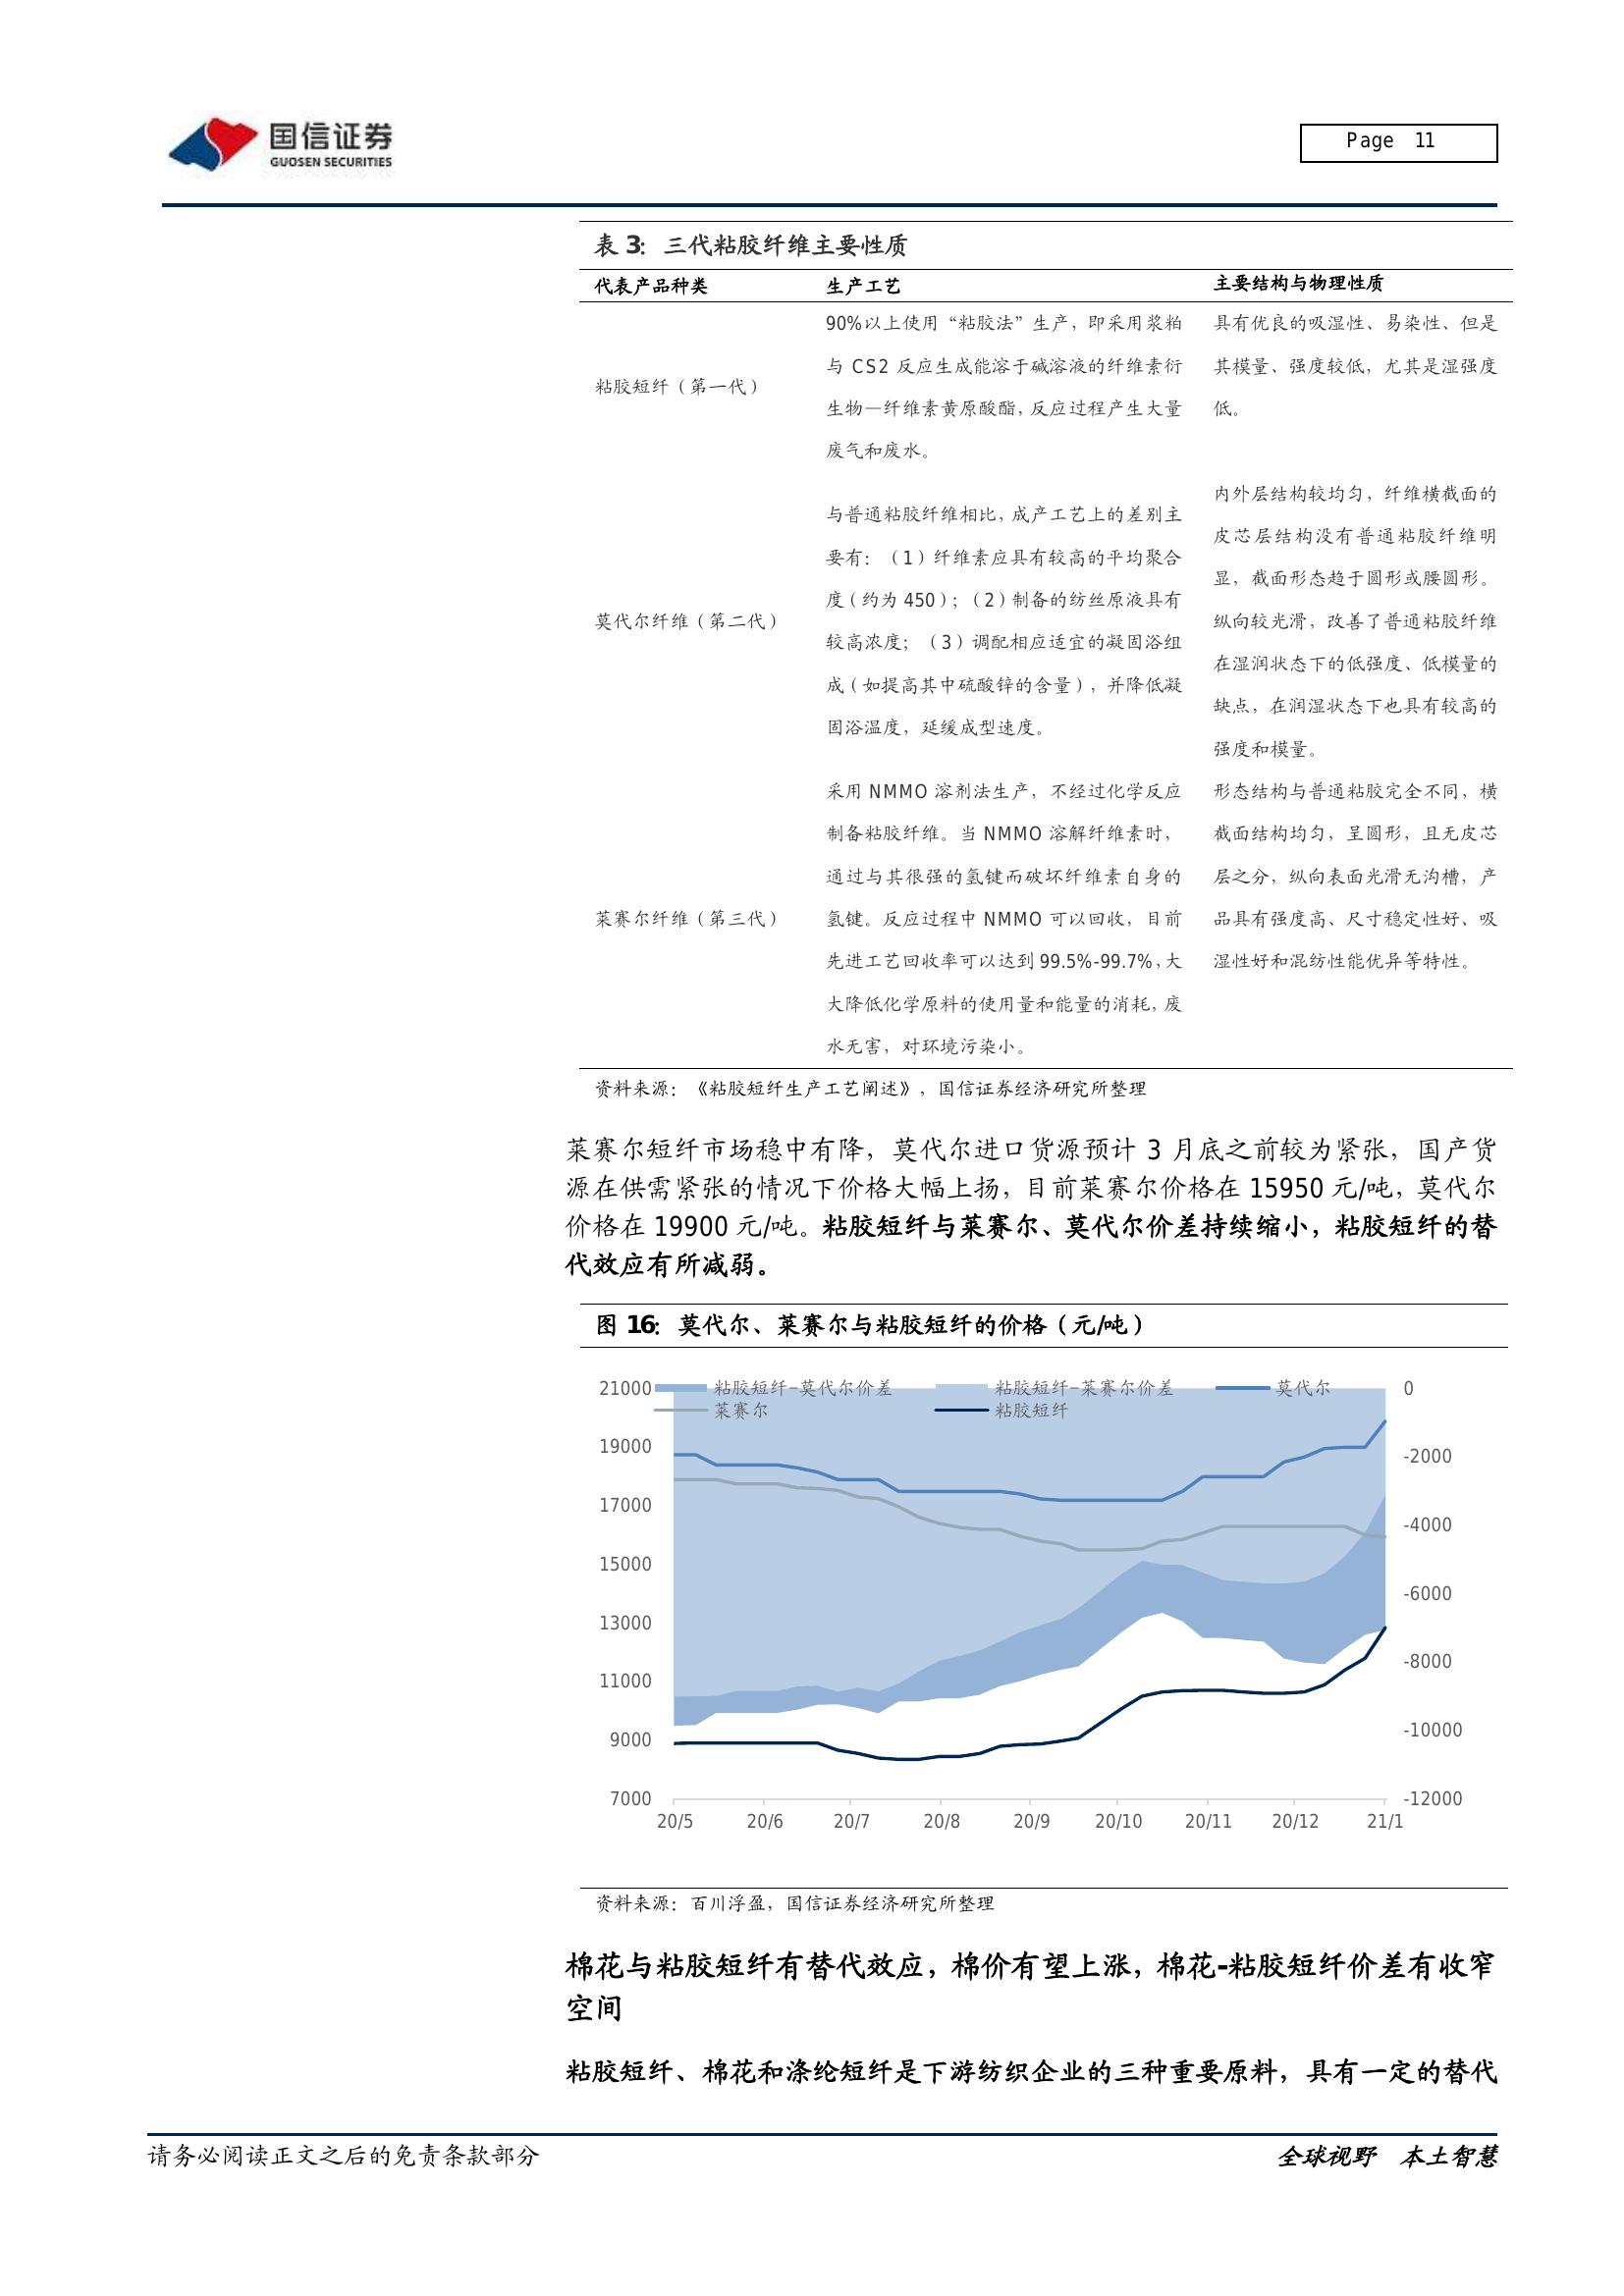 国信证券
GUOSEN SECURITIES
Page 11
表 3：三代粘胶纤维主要性质
代表产品种类 生产工艺 主要结构与物理性质
粘胶短纤（第一代）
90%以上使用“粘胶法”生产，即采用浆粕
与 CS2 反应生成能溶于碱溶液的纤维素衍
生物—纤维素黄原酸酯，反应过程产生大量
废气和废水。
具有优良的吸湿性、易染性、但是
其模量、强度较低，尤其是湿强度
低。
莫代尔纤维（第二代）
与普通粘胶纤维相比，成产工艺上的差别主
要有：（1）纤维素应具有较高的平均聚合
度（约为 450）；（2）制备的纺丝原液具有
较高浓度；（3）调配相应适宜的凝固浴组
成（如提高其中硫酸锌的含量），并降低凝
固浴温度，延缓成型速度。
内外层结构较均匀，纤维横截面的
皮芯层结构没有普通粘胶纤维明
显，截面形态趋于圆形或腰圆形。
纵向较光滑，改善了普通粘胶纤维
在湿润状态下的低强度、低模量的
缺点，在润湿状态下也具有较高的
强度和模量。
莱赛尔纤维（第三代）
采用 NMMO 溶剂法生产，不经过化学反应
制备粘胶纤维。当 NMMO 溶解纤维素时，
通过与其很强的氢键而破坏纤维素自身的
氢键。反应过程中 NMMO 可以回收，目前
先进工艺回收率可以达到 99.5%-99.7%，大
大降低化学原料的使用量和能量的消耗，废
水无害，对环境污染小。
形态结构与普通粘胶完全不同，横
截面结构均匀，呈圆形，且无皮芯
层之分，纵向表面光滑无沟槽，产
品具有强度高、尺寸稳定性好、吸
湿性好和混纺性能优异等特性。
资料来源：《粘胶短纤生产工艺阐述》，国信证券经济研究所整理
莱赛尔短纤市场稳中有降，莫代尔进口货源预计 3 月底之前较为紧张，国产货
源在供需紧张的情况下价格大幅上扬，目前莱赛尔价格在 15950 元/吨，莫代尔
价格在 19900 元/吨。粘胶短纤与莱赛尔、莫代尔价差持续缩小，粘胶短纤的替
代效应有所减弱。
图 16：莫代尔、莱赛尔与粘胶短纤的价格（元/吨）
粘胶短纤-莫代尔价差 粘胶短纤-莱赛尔价差 莫代尔
莱赛尔 粘胶短纤
21000
19000
17000
15000
13000
11000
9000
7000
0
-2000
-4000
-6000
-8000
-10000
-12000
20/5 20/6 20/7 20/8 20/9 20/10 20/11 20/12 21/1
资料来源：百川浮盈，国信证券经济研究所整理
棉花与粘胶短纤有替代效应，棉价有望上涨，棉花-粘胶短纤价差有收窄
空间
粘胶短纤、棉花和涤纶短纤是下游纺织企业的三种重要原料，具有一定的替代
请务必阅读正文之后的免责条款部分
全球视野 本土智慧